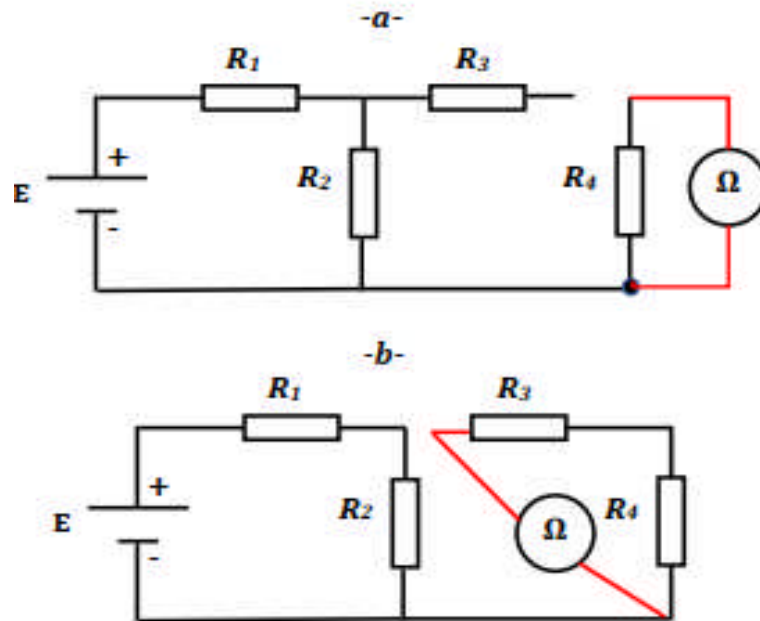 -a-
R₁ R₃
+
E
-
R₂
R₄
Ω
-b-
R₁ R₃
+
E
-
R₂
Ω
R₄